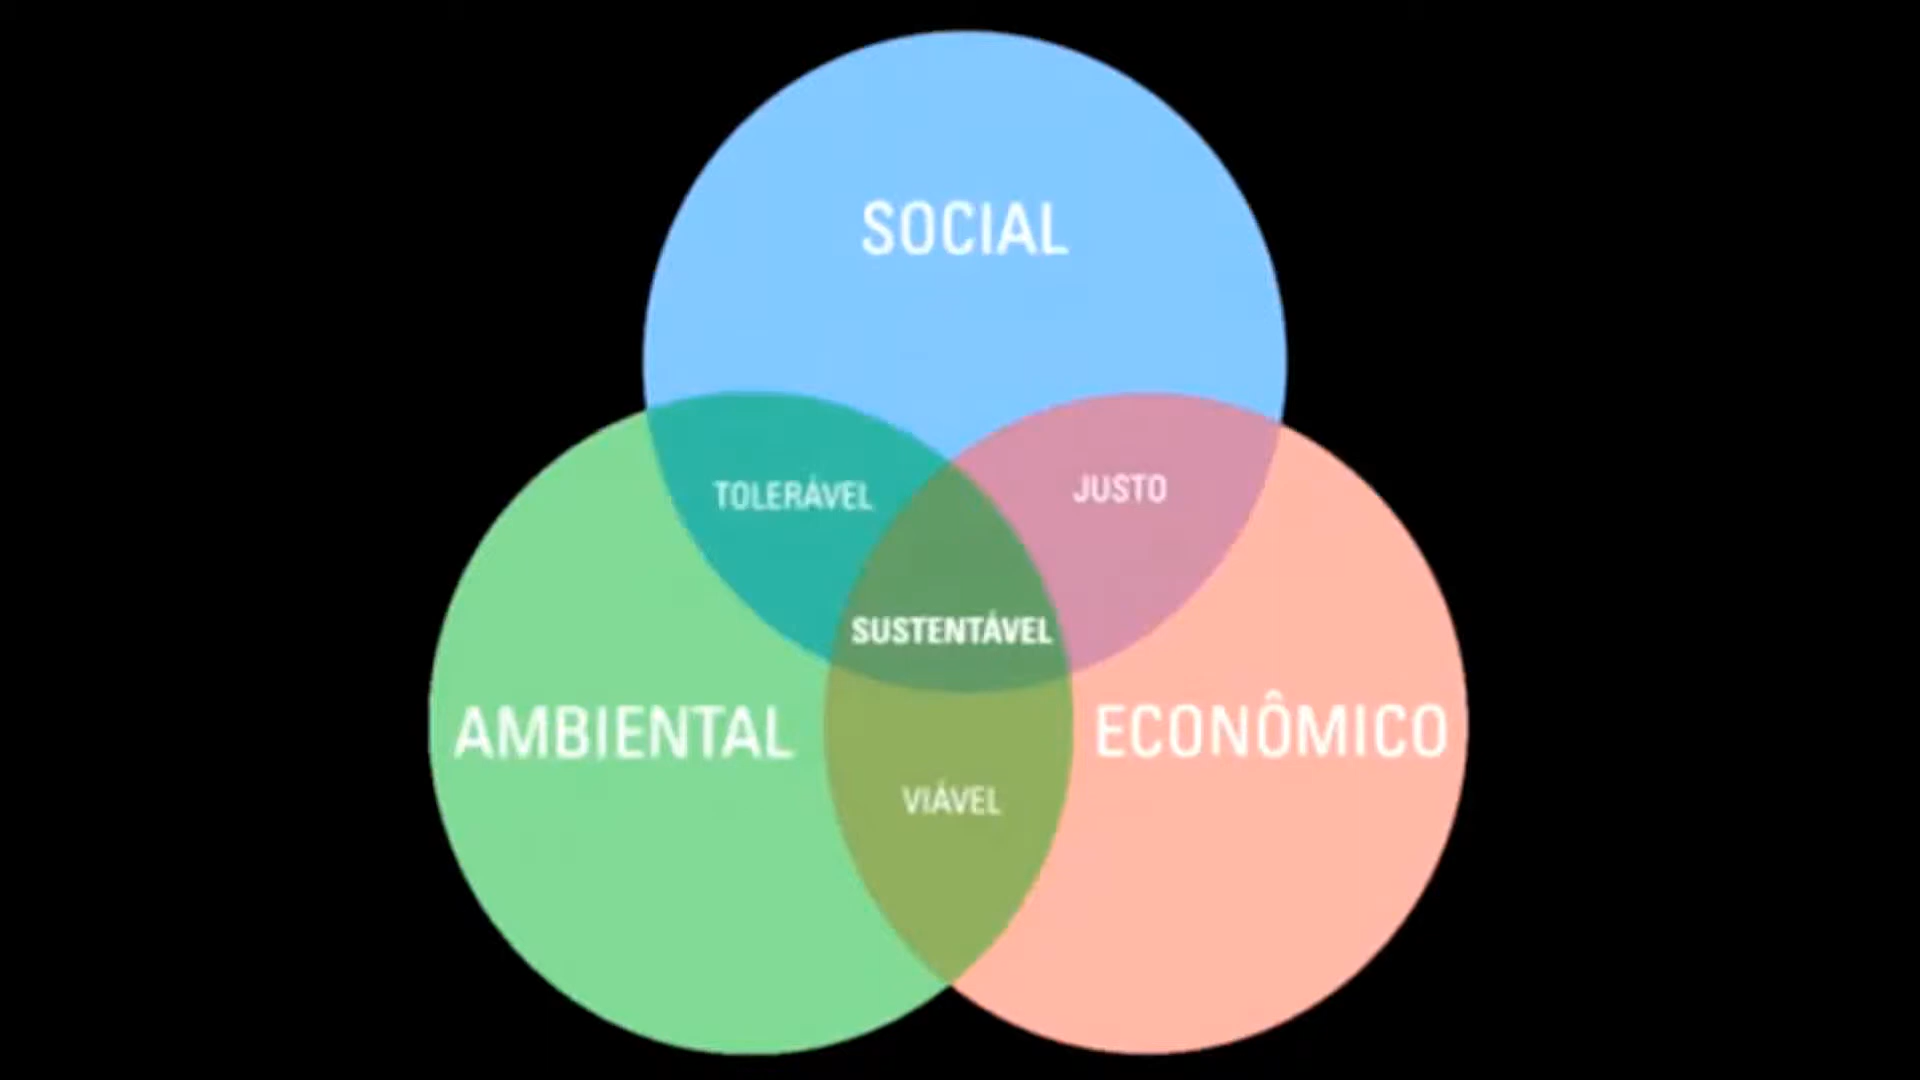 SOCIAL
TOLERÁVEL
JUSTO
SUSTENTÁVEL
AMBIENTAL
ECONÔMICO
VIÁVEL